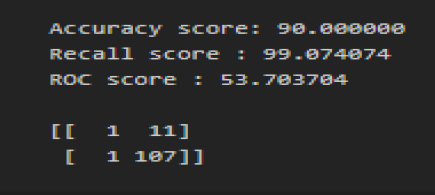 Accuracy score: 90.000000
Recall score : 99.074074
ROC score : 53.703704
[[ 1 11]
[ 1 107]]